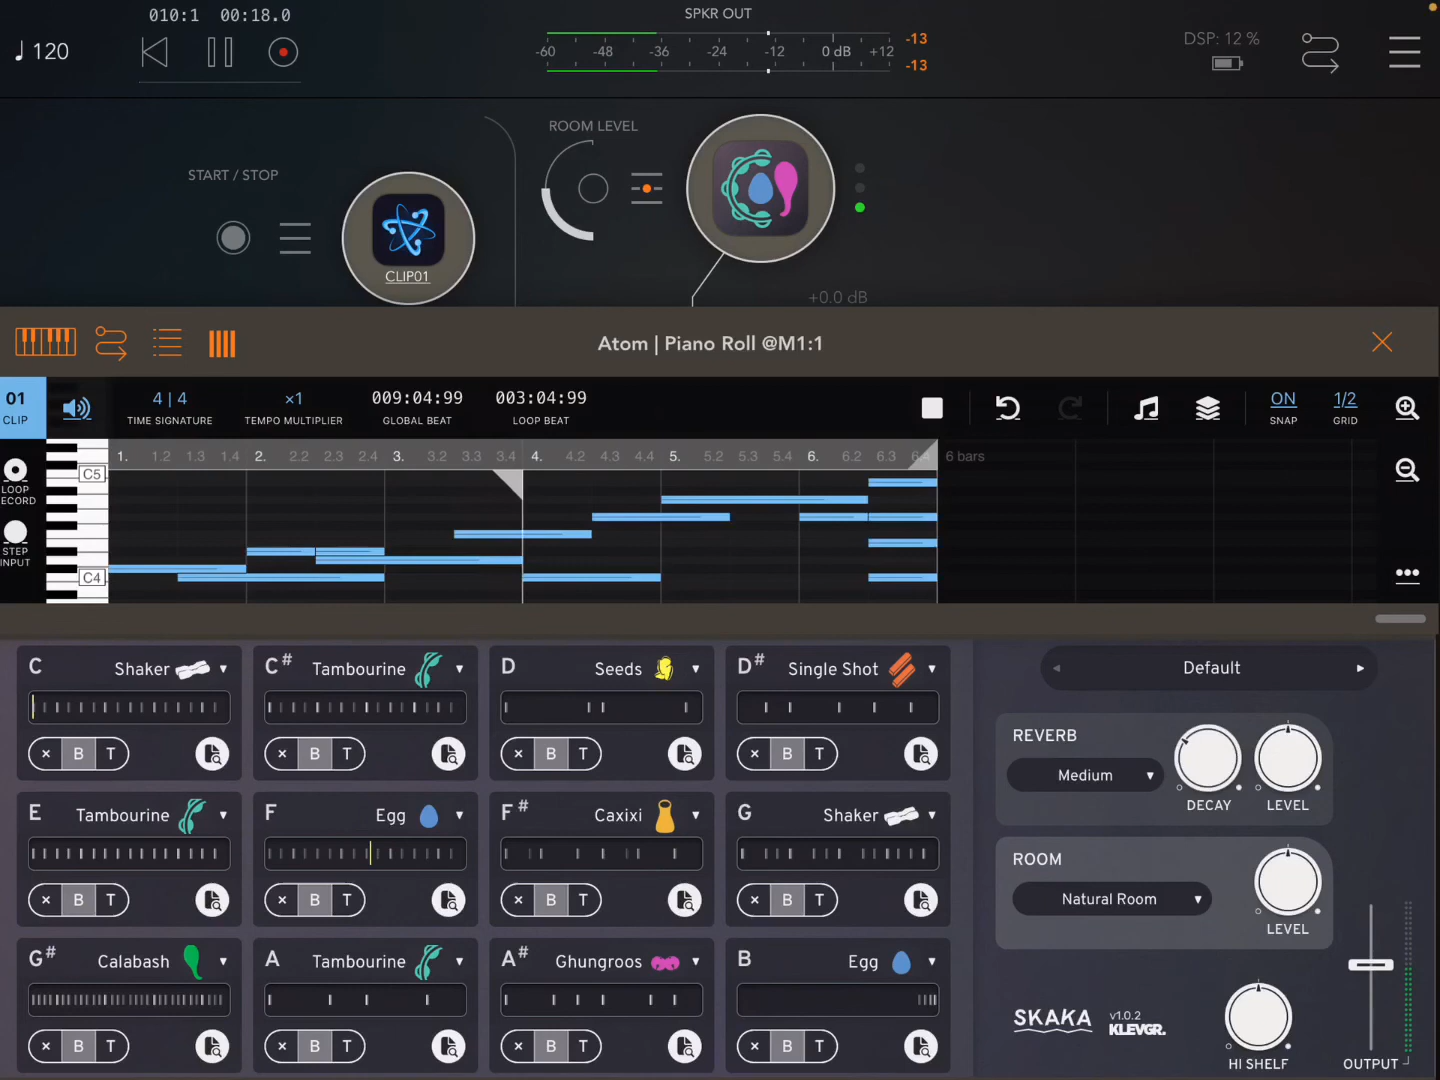 010:1 00:18.0
SPKR OUT
♩ 120
-60 -48 -36 -24 -12 0 dB +12
-13
-13
DSP: 12 %
ROOM LEVEL
START / STOP
CLIP01
+0.0 dB
Atom | Piano Roll @M1:1
01
CLIP
4 | 4
TIME SIGNATURE
×1
TEMPO MULTIPLIER
009:04:99
GLOBAL BEAT
003:04:99
LOOP BEAT
ON
SNAP
1/2
GRID
1. 1.2 1.3 1.4 2. 2.2 2.3 2.4 3. 3.2 3.3 3.4 4. 4.2 4.3 4.4 5. 5.2 5.3 5.4 6. 6.2 6.3 6 bars
C5
LOOP
ECORD
STEP
INPUT
C4
C Shaker
C# Tambourine
D Seeds
D# Single Shot
× B T
× B T
× B T
× B T
E Tambourine
F Egg
F# Caxixi
G Shaker
× B T
× B T
× B T
× B T
G# Calabash
A Tambourine
A# Ghungroos
B Egg
× B T
× B T
× B T
× B T
Default
REVERB
Medium
DECAY
LEVEL
ROOM
Natural Room
LEVEL
SKAKA
v1.0.2
KLEVGR.
HI SHELF
OUTPUT